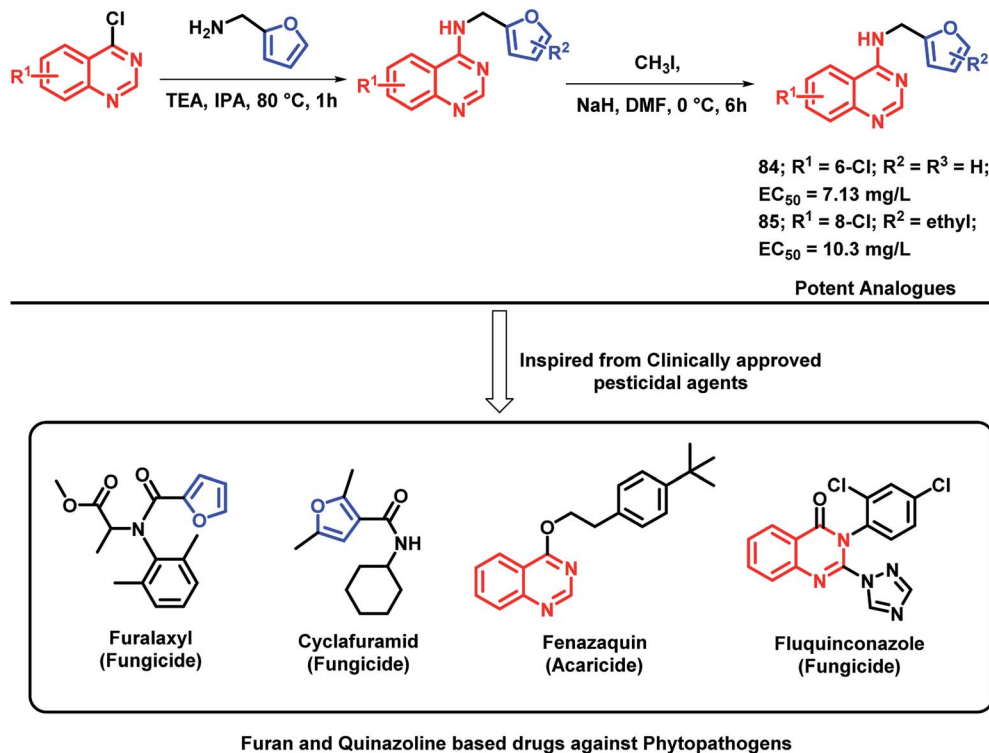 Cl
R¹
N
N
H₂N
O
TEA, IPA, 80 °C, 1h
HN
O
R²
R¹
N
N
CH₃I,
NaH, DMF, 0 °C, 6h
HN
O
R²
R¹
N
N
84; R¹ = 6-Cl; R² = R³ = H;
EC₅₀ = 7.13 mg/L
85; R¹ = 8-Cl; R² = ethyl;
EC₅₀ = 10.3 mg/L
Potent Analogues
Inspired from Clinically approved
pesticidal agents
O
O
O
N
O
Furalaxyl
(Fungicide)
O
O
NH
Cyclafuramid
(Fungicide)
O
N
N
Fenazaquin
(Acaricide)
Cl
Cl
O
N
N
N
N
N
Fluquinconazole
(Fungicide)
Furan and Quinazoline based drugs against Phytopathogens